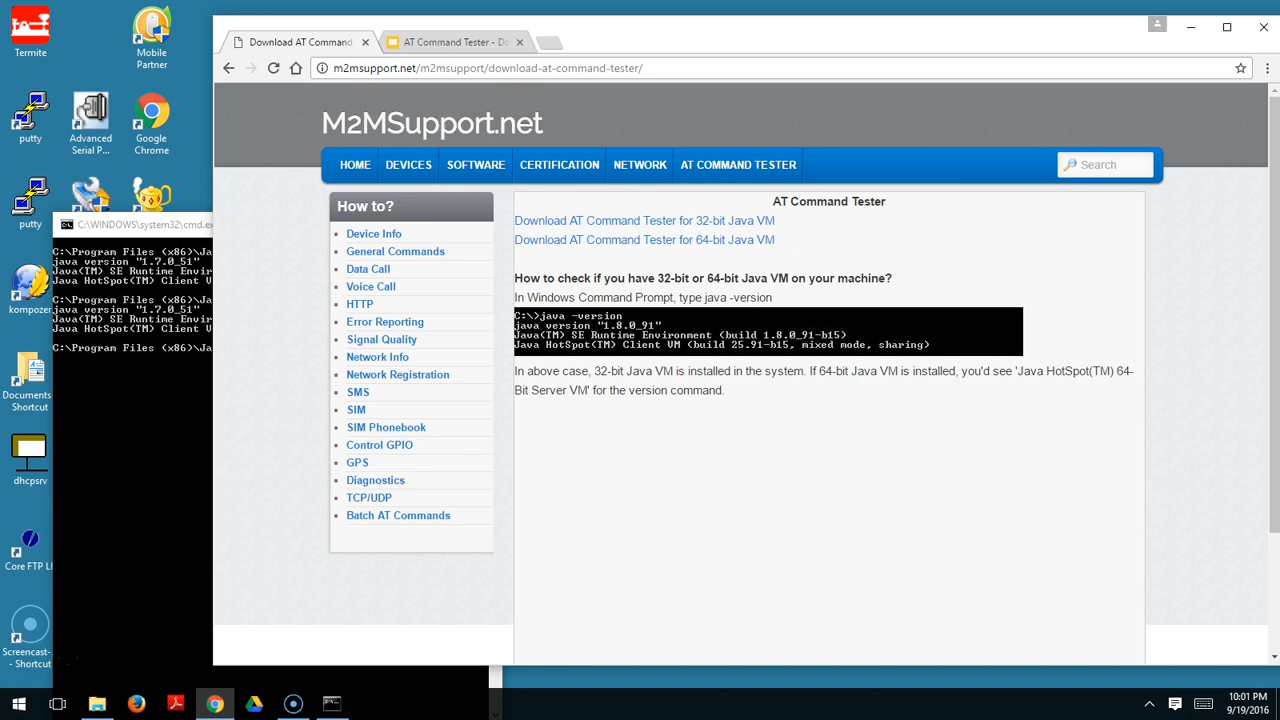 Termite
Mobile
Partner
putty
Advanced
Serial P...
Google
Chrome
putty
kompozer
Documents
Shortcut
dhcpsrv
Core FTP
Screencast-
- Shortcut
C:\WINDOWS\system32\cmd.ex
C:\Program Files (x86)\Ja
java version "1.7.0_51"
Java(TM) SE Runtime Envir
Java HotSpot(TM) Client V
C:\Program Files (x86)\Ja
java version "1.7.0_51"
Java(TM) SE Runtime Envir
Java HotSpot(TM) Client V
C:\Program Files (x86)\Ja
Download AT Command
AT Command Tester - Do
m2msupport.net/m2msupport/download-at-command-tester/
M2MSupport.net
HOME DEVICES SOFTWARE CERTIFICATION NETWORK AT COMMAND TESTER
Search
How to?
Device Info
General Commands
Data Call
Voice Call
HTTP
Error Reporting
Signal Quality
Network Info
Network Registration
SMS
SIM
SIM Phonebook
Control GPIO
GPS
Diagnostics
TCP/UDP
Batch AT Commands
AT Command Tester
Download AT Command Tester for 32-bit Java VM
Download AT Command Tester for 64-bit Java VM
How to check if you have 32-bit or 64-bit Java VM on your machine?
In Windows Command Prompt, type java -version
C:\>java -version
java version "1.8.0_91"
Java(TM) SE Runtime Environment (build 1.8.0_91-b15)
Java HotSpot(TM) Client VM (build 25.91-b15, mixed mode, sharing)
In above case, 32-bit Java VM is installed in the system. If 64-bit Java VM is installed, you'd see 'Java HotSpot(TM) 64-
Bit Server VM' for the version command.
10:01 PM
9/19/2016